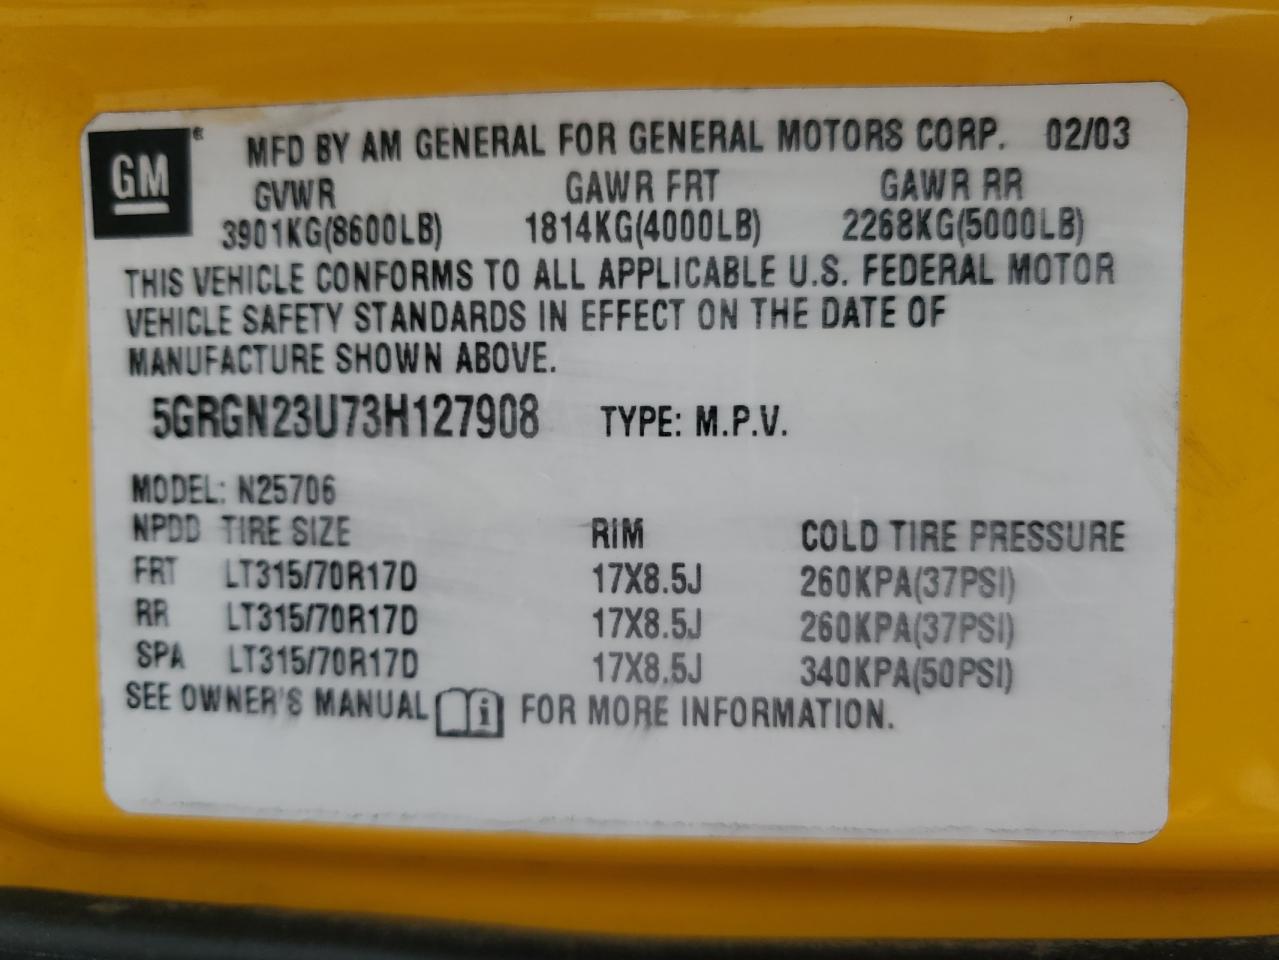 GM ® MFD BY AM GENERAL FOR GENERAL MOTORS CORP. 02/03
GVWR GAWR FRT GAWR RR
3901KG(8600LB) 1814KG(4000LB) 2268KG(5000LB)
THIS VEHICLE CONFORMS TO ALL APPLICABLE U.S. FEDERAL MOTOR
VEHICLE SAFETY STANDARDS IN EFFECT ON THE DATE OF
MANUFACTURE SHOWN ABOVE.
5GRGN23U73H127908 TYPE: M.P.V.
MODEL: N25706
NPDD TIRE SIZE RIM COLD TIRE PRESSURE
FRT LT315/70R17D 17X8.5J 260KPA(37PSI)
RR LT315/70R17D 17X8.5J 260KPA(37PSI)
SPA LT315/70R17D 17X8.5J 340KPA(50PSI)
SEE OWNER'S MANUAL i FOR MORE INFORMATION.